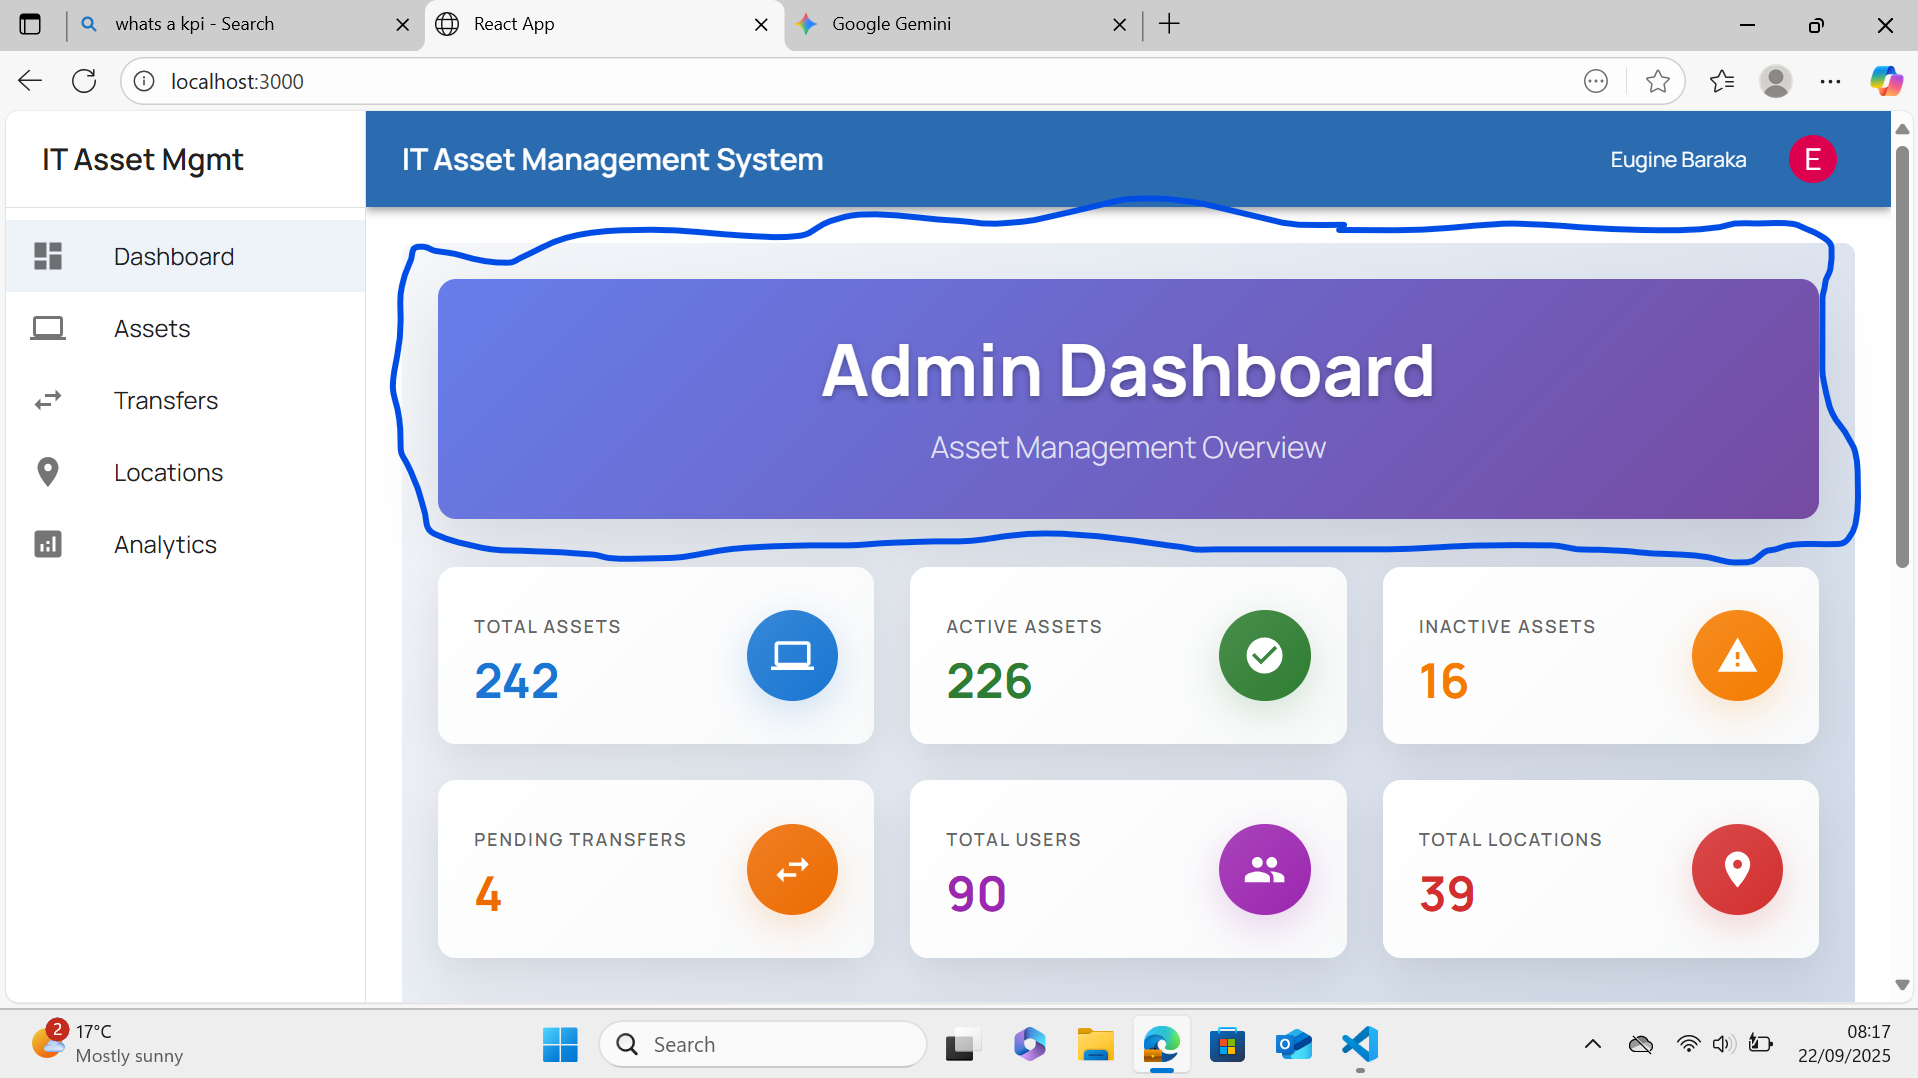 whats a kpi - Search
React App
Google Gemini
localhost:3000
IT Asset Mgmt
IT Asset Management System
Eugine Baraka
E
Dashboard
Assets
Transfers
Locations
Analytics
Admin Dashboard
Asset Management Overview
TOTAL ASSETS
242
ACTIVE ASSETS
226
INACTIVE ASSETS
16
PENDING TRANSFERS
4
TOTAL USERS
90
TOTAL LOCATIONS
39
2
17°C
Mostly sunny
Search
08:17
22/09/2025